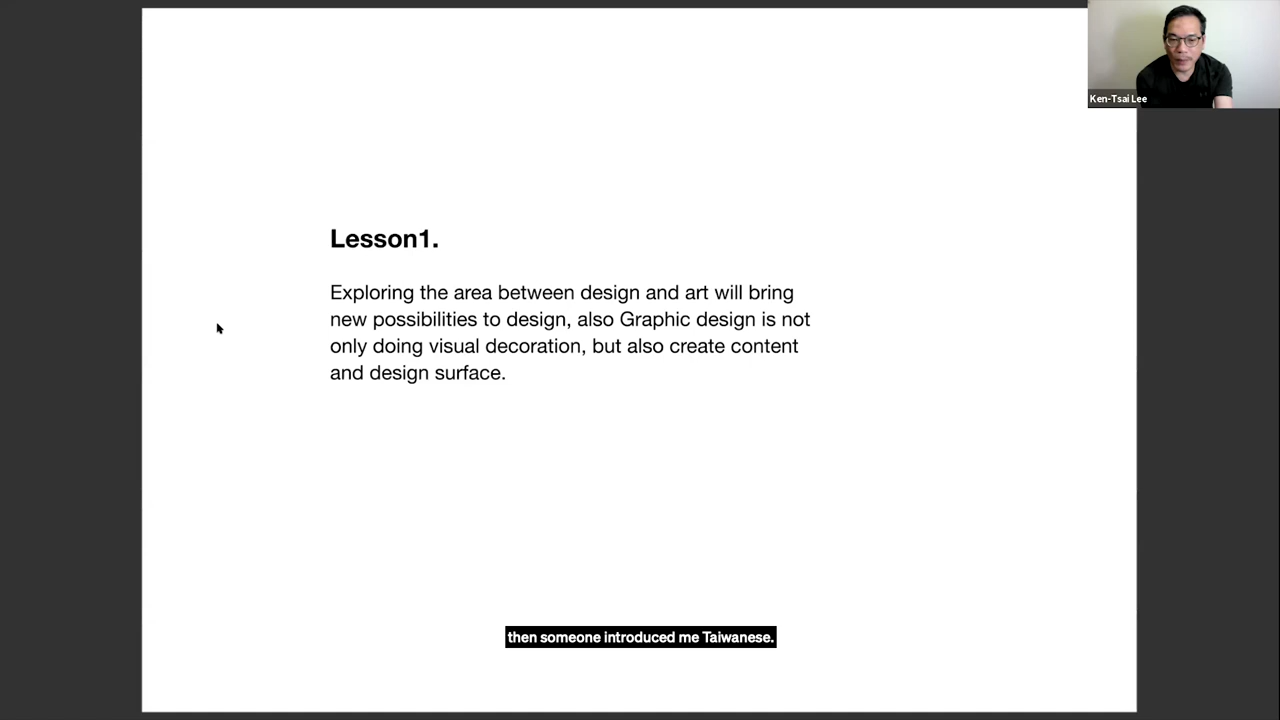 Ken-Tsai Lee
Lesson1.
Exploring the area between design and art will bring
new possibilities to design, also Graphic design is not
only doing visual decoration, but also create content
and design surface.
then someone introduced me Taiwanese.